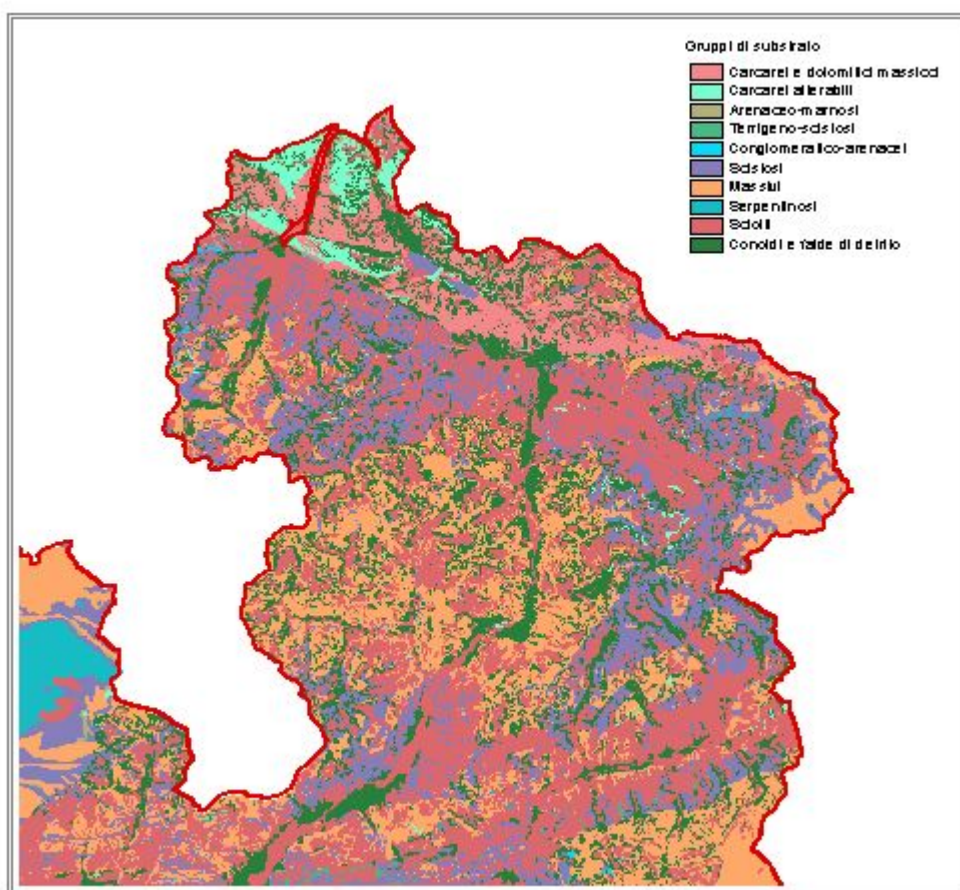 Gruppi di substrato
Carcarei e dolomitici massicci
Carcarei alterabili
Arenaceo-marnosi
Terrigeno-scistosi
Conglomeratico-arenacei
Scistosi
Massivi
Serpentinosi
Sciolti
Conoidi e falde di detrito